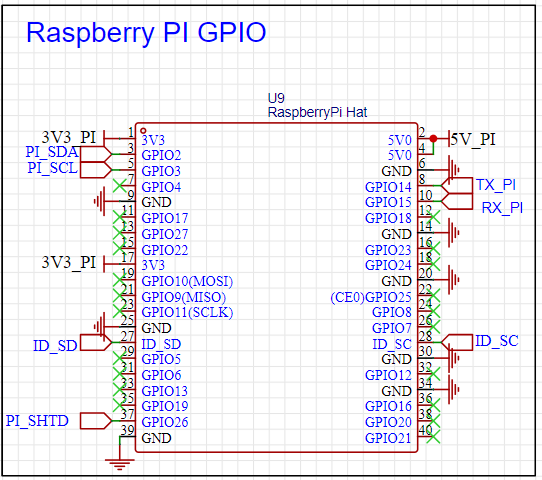 Raspberry PI GPIO
U9
RaspberryPi Hat
3V3_PI 1 3V3 5V0 2 5V_PI
PI_SDA 3 GPIO2 5V0 4
PI_SCL 5 GPIO3 GND 6
7 GPIO4 GPIO14 8 TX_PI
9 GND GPIO15 10 RX_PI
11 GPIO17 GPIO18 12
13 GPIO27 GND 14
15 GPIO22 GPIO23 16
3V3_PI 17 3V3 GPIO24 18
19 GPIO10(MOSI) GND 20
21 GPIO9(MISO) (CE0)GPIO25 22
23 GPIO11(SCLK) GPIO8 24
25 GND GPIO7 26
ID_SD 27 ID_SD ID_SC 28 ID_SC
29 GPIO5 GND 30
31 GPIO6 GPIO12 32
33 GPIO13 GND 34
35 GPIO19 GPIO16 36
PI_SHTD 37 GPIO26 GPIO20 38
39 GND GPIO21 40